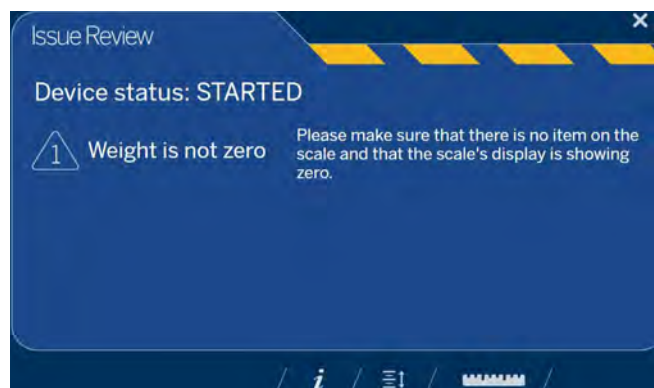 Issue Review
Device status: STARTED
1 Weight is not zero
Please make sure that there is no item on the
scale and that the scale's display is showing
zero.